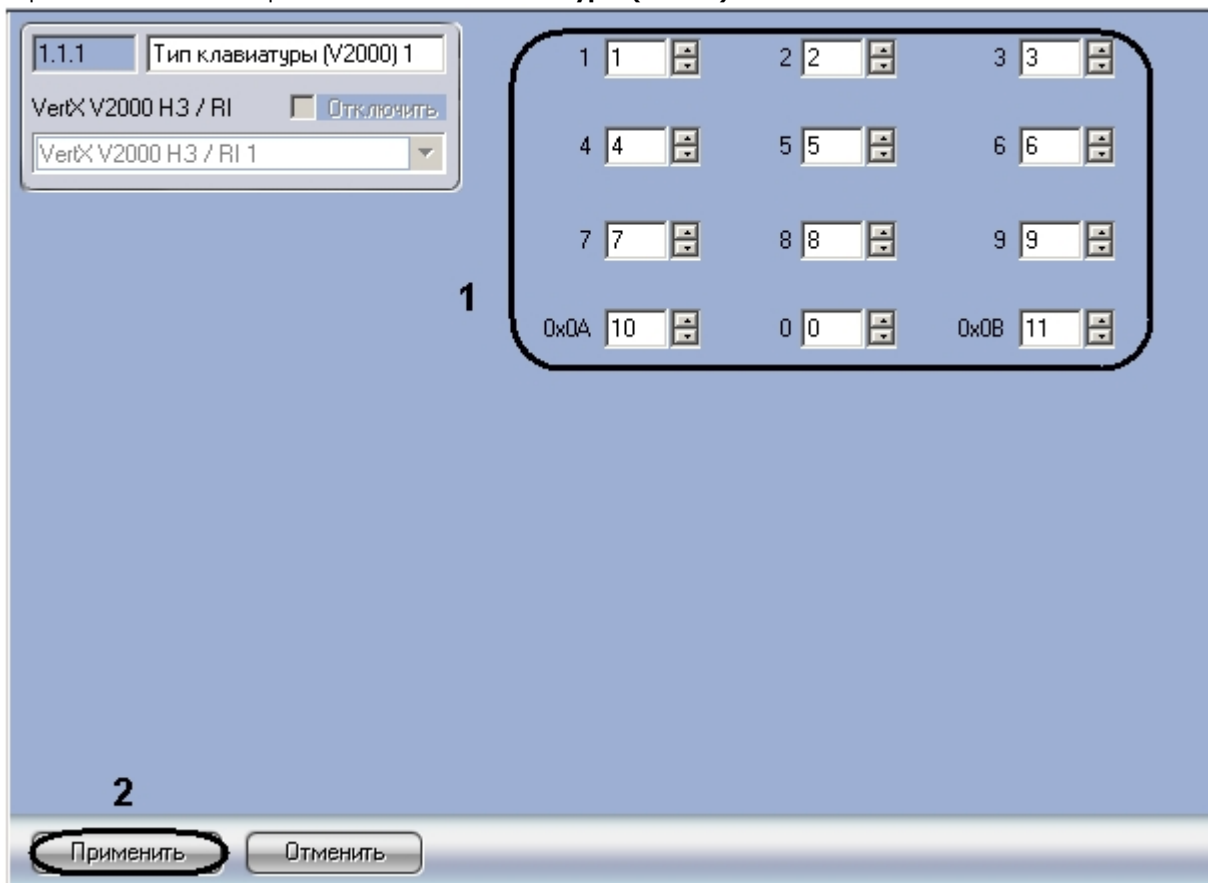 1.1.1 Тип клавиатуры (V2000) 1
VertX V2000 НЗ / RI Отключить
VertX V2000 НЗ / RI 1
1 1 2 2 3 3
4 4 5 5 6 6
7 7 8 8 9 9
1
0x0A 10 0 0 0x0B 11
2
Применить Отменить